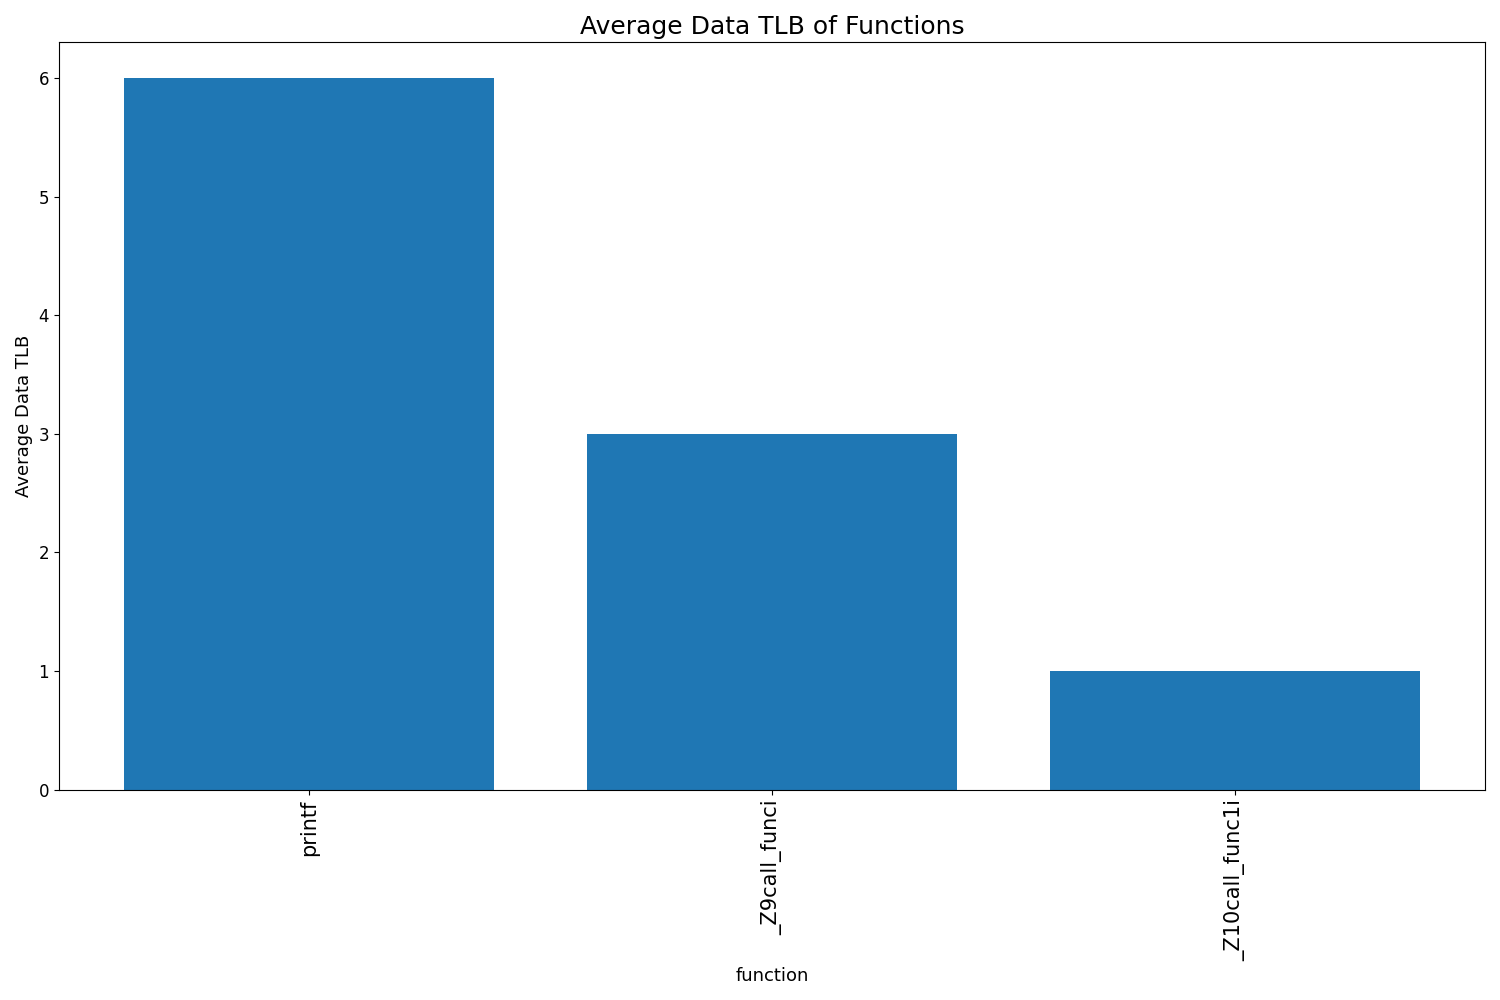 Average Data TLB of Functions
Average Data TLB
6
5
4
3
2
1
0
printf
_Z9call_funci
_Z10call_func1i
function